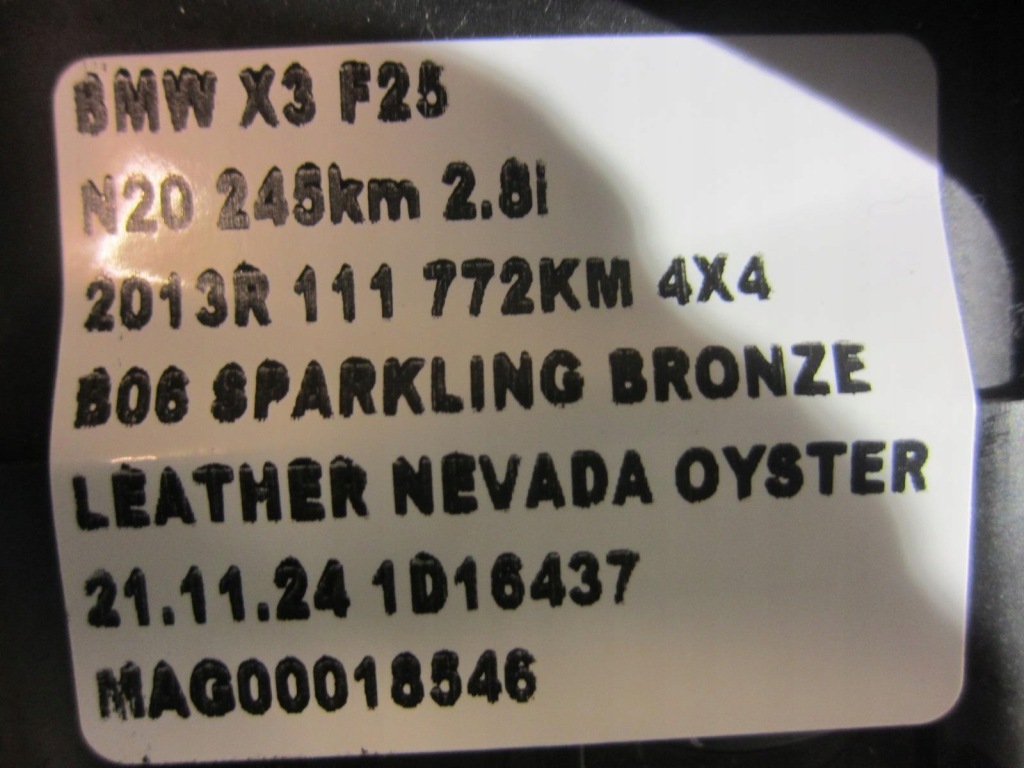 BMW X3 F25
N20 245km 2.8i
2013R 111 772KM 4X4
B06 SPARKLING BRONZE
LEATHER NEVADA OYSTER
21.11.24 1D16437
MAG00018546